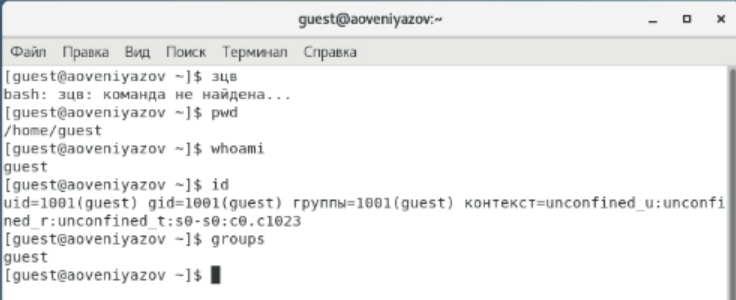 guest@aoveniyazov:~
Файл Правка Вид Поиск Терминал Справка
[guest@aoveniyazov ~]$ зцв
bash: зцв: команда не найдена...
[guest@aoveniyazov ~]$ pwd
/home/guest
[guest@aoveniyazov ~]$ whoami
guest
[guest@aoveniyazov ~]$ id
uid=1001(guest) gid=1001(guest) группы=1001(guest) контекст=unconfined_u:unconfi
ned_r:unconfined_t:s0-s0:c0.c1023
[guest@aoveniyazov ~]$ groups
guest
[guest@aoveniyazov ~]$